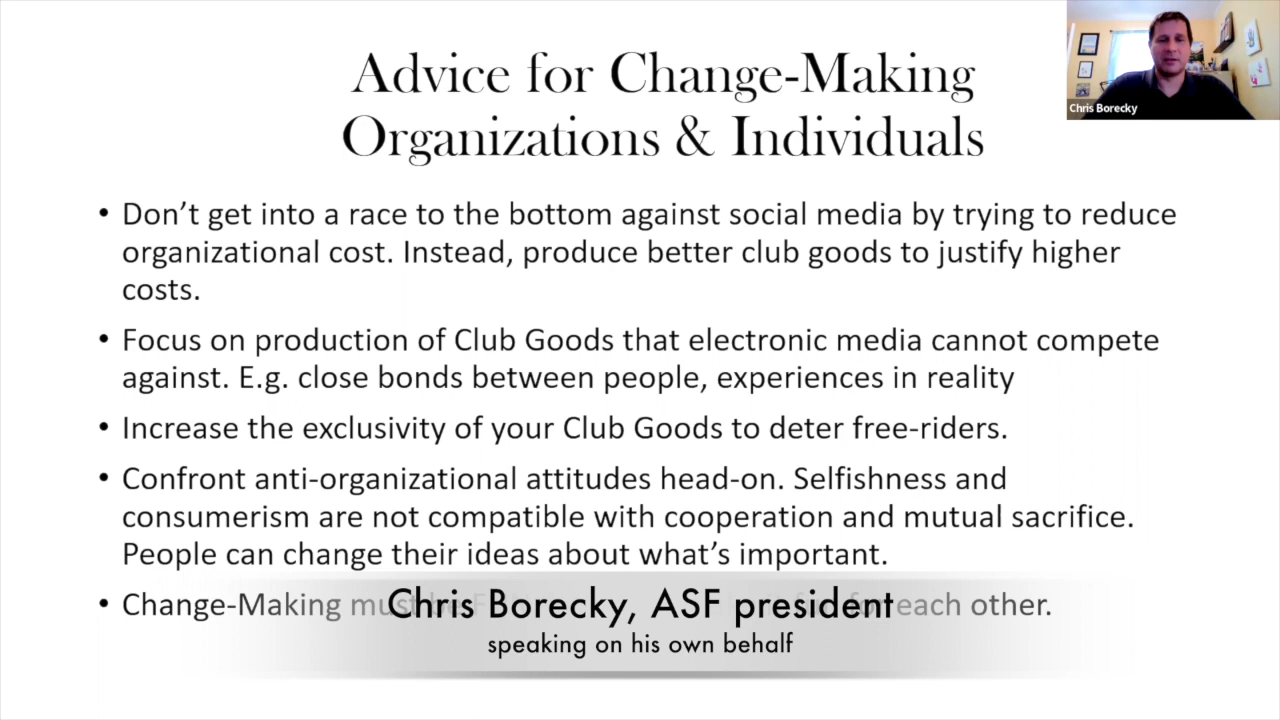 Advice for Change-Making
Organizations & Individuals
Chris Borecky
• Don’t get into a race to the bottom against social media by trying to reduce
organizational cost. Instead, produce better club goods to justify higher
costs.
• Focus on production of Club Goods that electronic media cannot compete
against. E.g. close bonds between people, experiences in reality
• Increase the exclusivity of your Club Goods to deter free-riders.
• Confront anti-organizational attitudes head-on. Selfishness and
consumerism are not compatible with cooperation and mutual sacrifice.
People can change their ideas about what’s important.
• Change-Making must each other.
Chris Borecky, ASF president
speaking on his own behalf